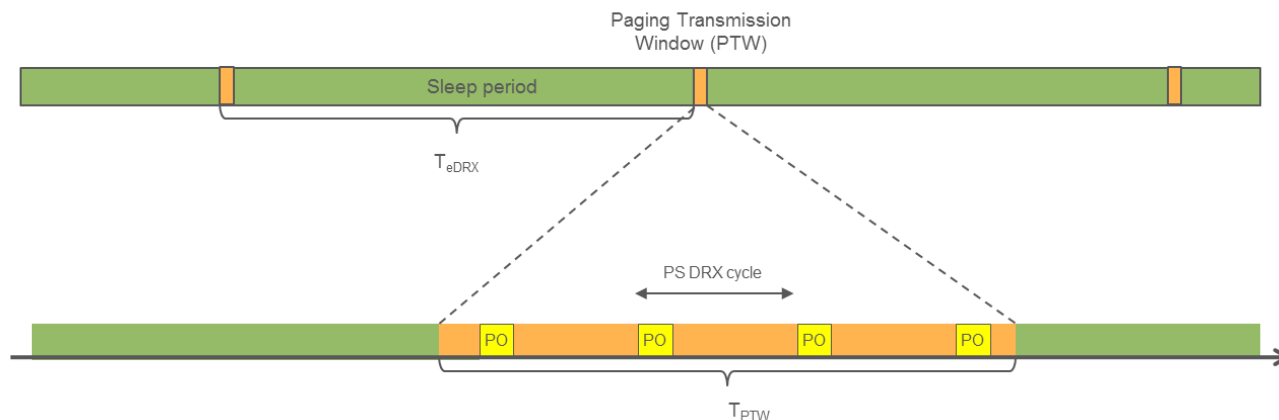 Paging Transmission
Window (PTW)
Sleep period
TeDRX
PS DRX cycle
PO PO PO PO
TPTW